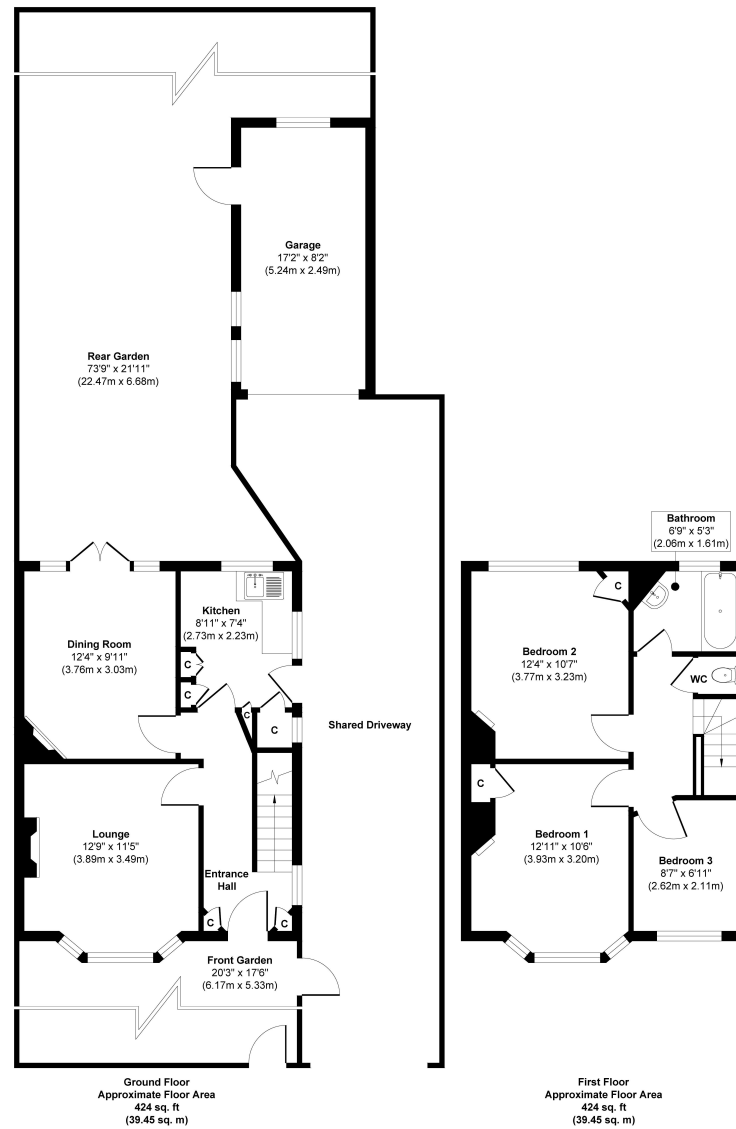 Garage
17'2" x 8'2"
(5.24m x 2.49m)
Rear Garden
73'9" x 21'11"
(22.47m x 6.68m)
Kitchen
8'11" x 7'4"
(2.73m x 2.23m)
Dining Room
12'4" x 9'11"
(3.76m x 3.03m)
C
C
C
C
Shared Driveway
Lounge
12'9" x 11'5"
(3.89m x 3.49m)
Entrance
Hall
C
C
Front Garden
20'3" x 17'6"
(6.17m x 5.33m)
Ground Floor
Approximate Floor Area
424 sq. ft
(39.45 sq. m)
Bathroom
6'9" x 5'3"
(2.06m x 1.61m)
C
Bedroom 2
12'4" x 10'7"
(3.77m x 3.23m)
WC
C
Bedroom 1
12'11" x 10'6"
(3.93m x 3.20m)
Bedroom 3
8'7" x 6'11"
(2.62m x 2.11m)
First Floor
Approximate Floor Area
424 sq. ft
(39.45 sq. m)